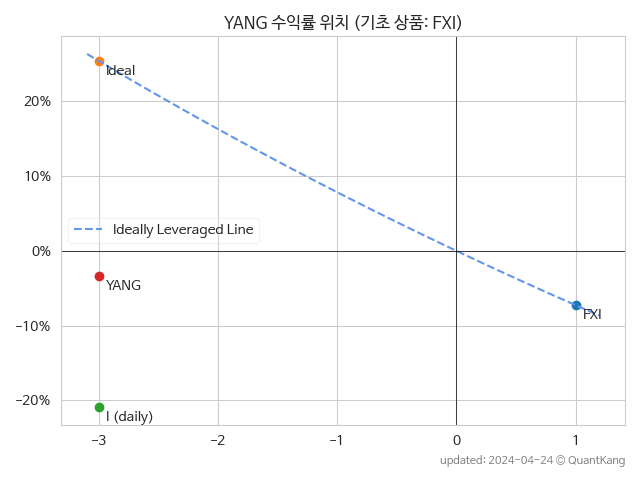 YANG 수익률 위치 (기초 상품: FXI)
Ideal
20%
10%
Ideally Leveraged Line
0%
YANG
FXI
-10%
-20%
I (daily)
-3
-2
-1
0
1
updated: 2024-04-24 © QuantKang